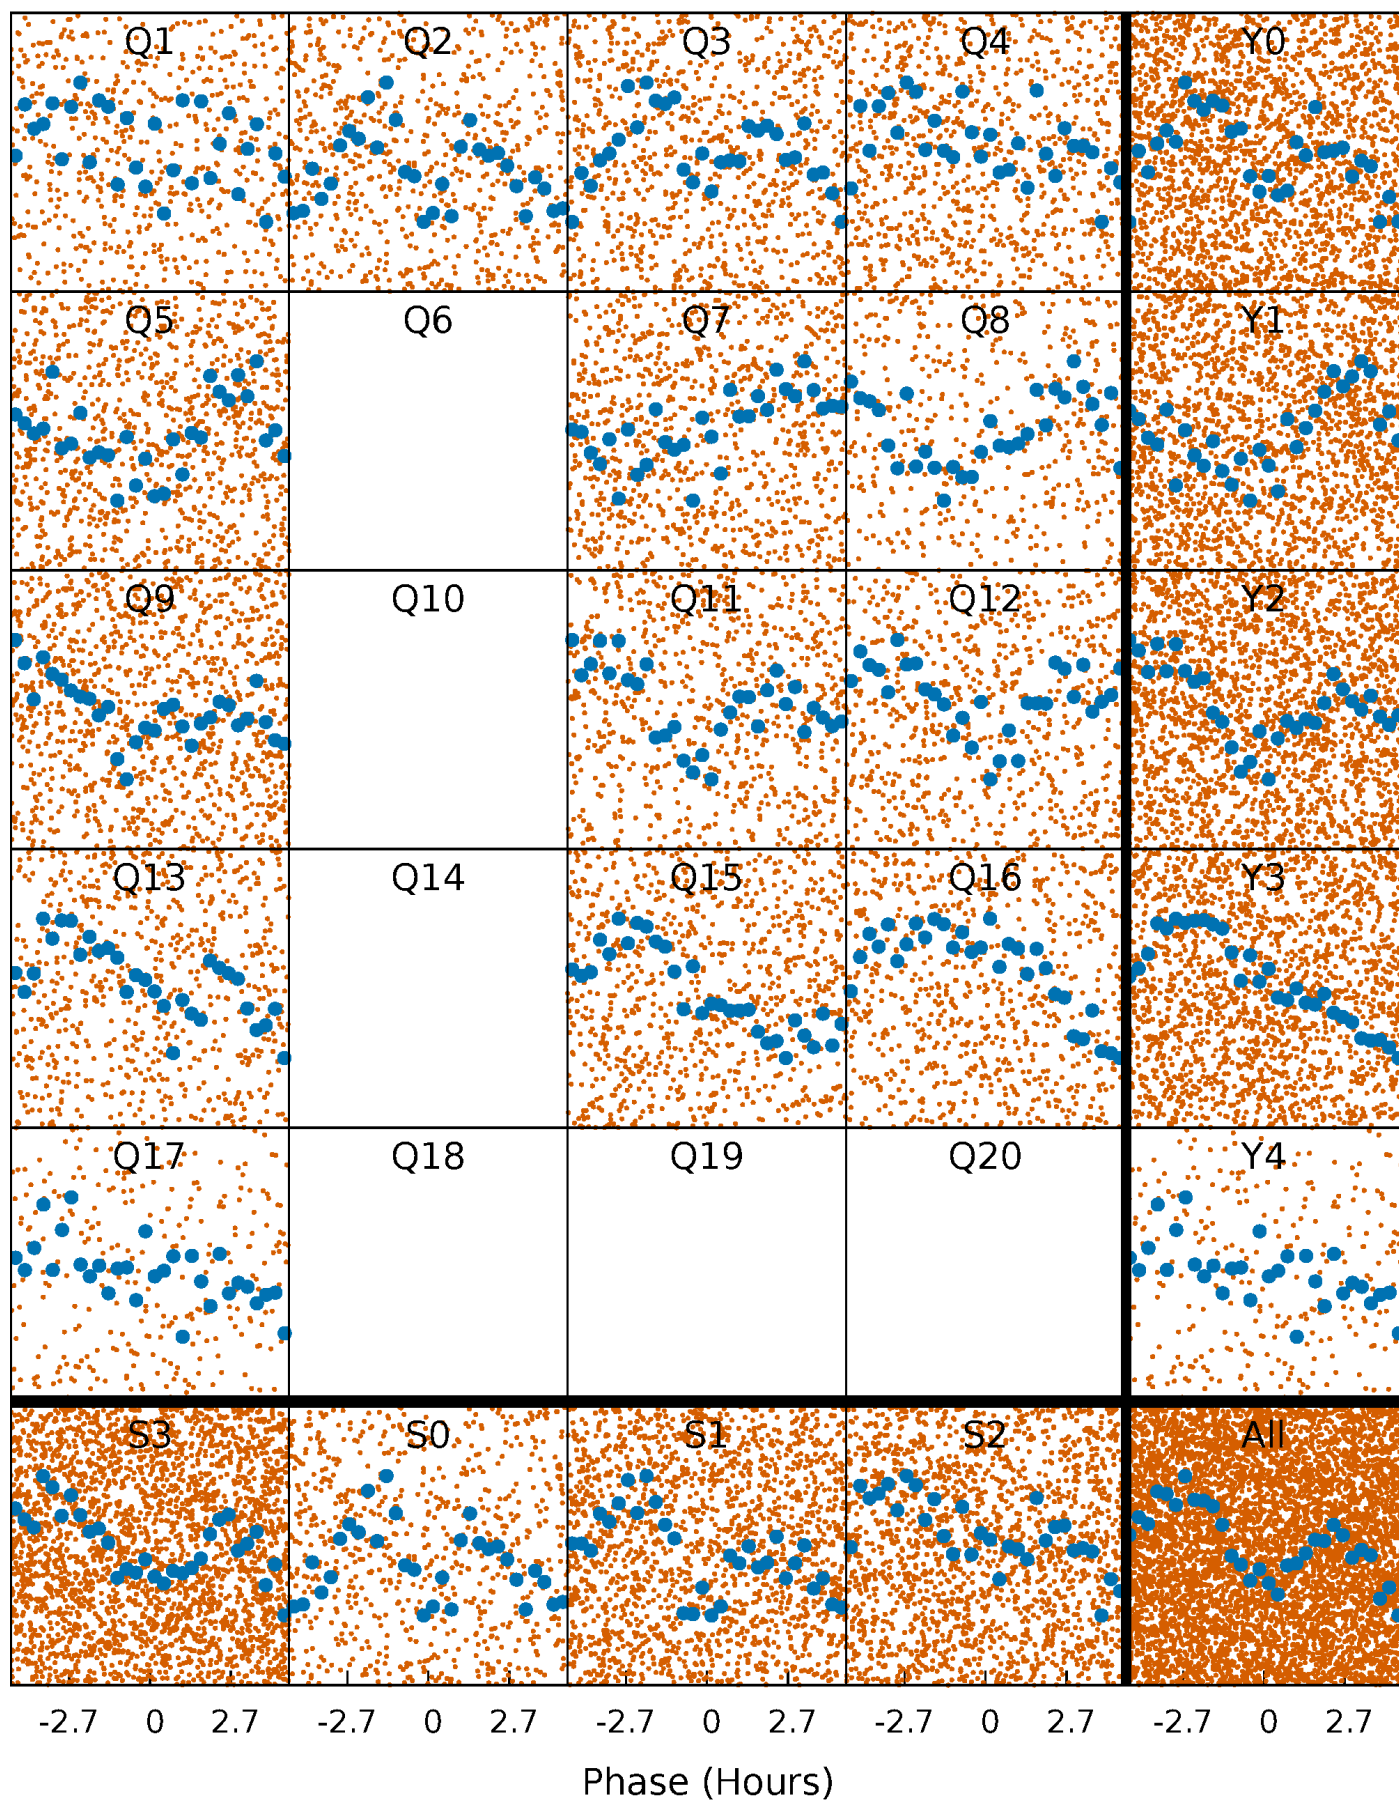 Q1 Q2 Q3 Q4 Y0
Q5 Q6 Q7 Q8 Y1
Q9 Q10 Q11 Q12 Y2
Q13 Q14 Q15 Q16 Y3
Q17 Q18 Q19 Q20 Y4
S3 S0 S1 S2 All
-2.7 0 2.7 -2.7 0 2.7 -2.7 0 2.7 -2.7 0 2.7 -2.7 0 2.7
Phase (Hours)